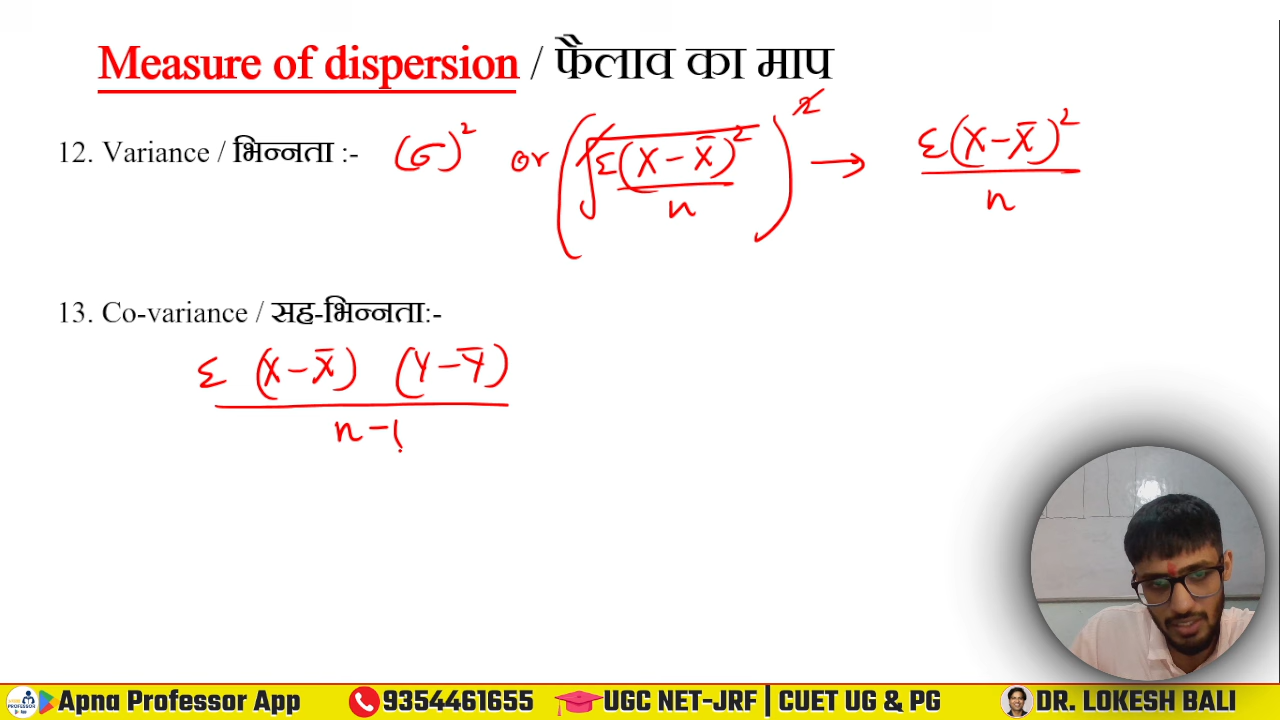 Measure of dispersion / फैलाव का माप
12. Variance / भिन्नता :- (σ)² or (√Σ(X-X̄)²/n)² → Σ(X-X̄)²/n
13. Co-variance / सह-भिन्नता:-
Σ (X-X̄) (Y-Ȳ)
n-1
Apna Professor App 9354461655 UGC NET-JRF | CUET UG & PG DR. LOKESH BALI